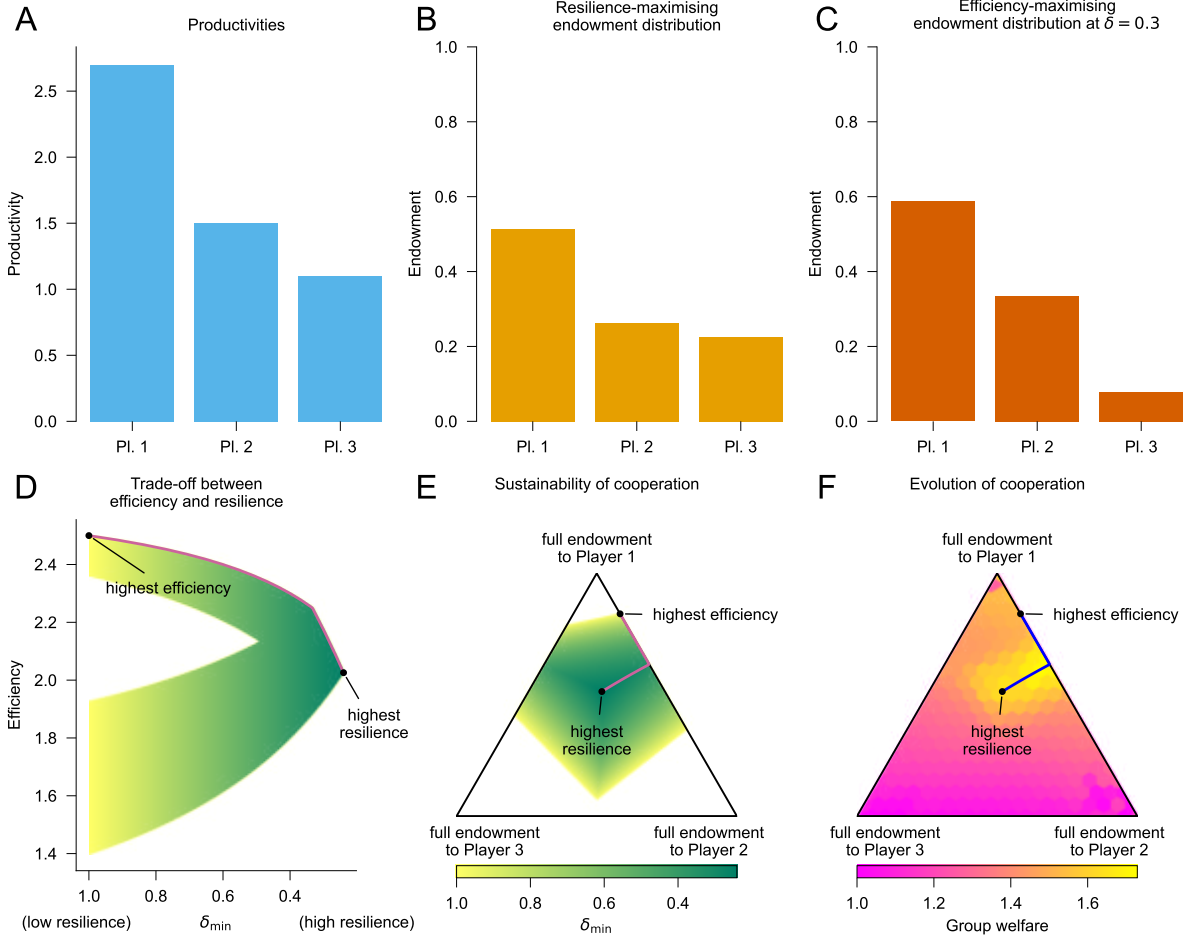 A
Productivities
Productivity
2.5
2.0
1.5
1.0
0.5
0.0
Pl. 1
Pl. 2
Pl. 3
B
Resilience-maximising
endowment distribution
Endowment
1.0
0.8
0.6
0.4
0.2
0.0
Pl. 1
Pl. 2
Pl. 3
C
Efficiency-maximising
endowment distribution at δ = 0.3
Endowment
1.0
0.8
0.6
0.4
0.2
0.0
Pl. 1
Pl. 2
Pl. 3
D
Trade-off between
efficiency and resilience
Efficiency
2.4
2.2
2.0
1.8
1.6
1.4
highest efficiency
highest
resilience
1.0
0.8
0.6
0.4
(low resilience)
δmin
(high resilience)
E
Sustainability of cooperation
full endowment
to Player 1
highest efficiency
highest
resilience
full endowment
to Player 3
full endowment
to Player 2
1.0
0.8
0.6
0.4
δmin
F
Evolution of cooperation
full endowment
to Player 1
highest efficiency
highest
resilience
full endowment
to Player 3
full endowment
to Player 2
1.0
1.2
1.4
1.6
Group welfare